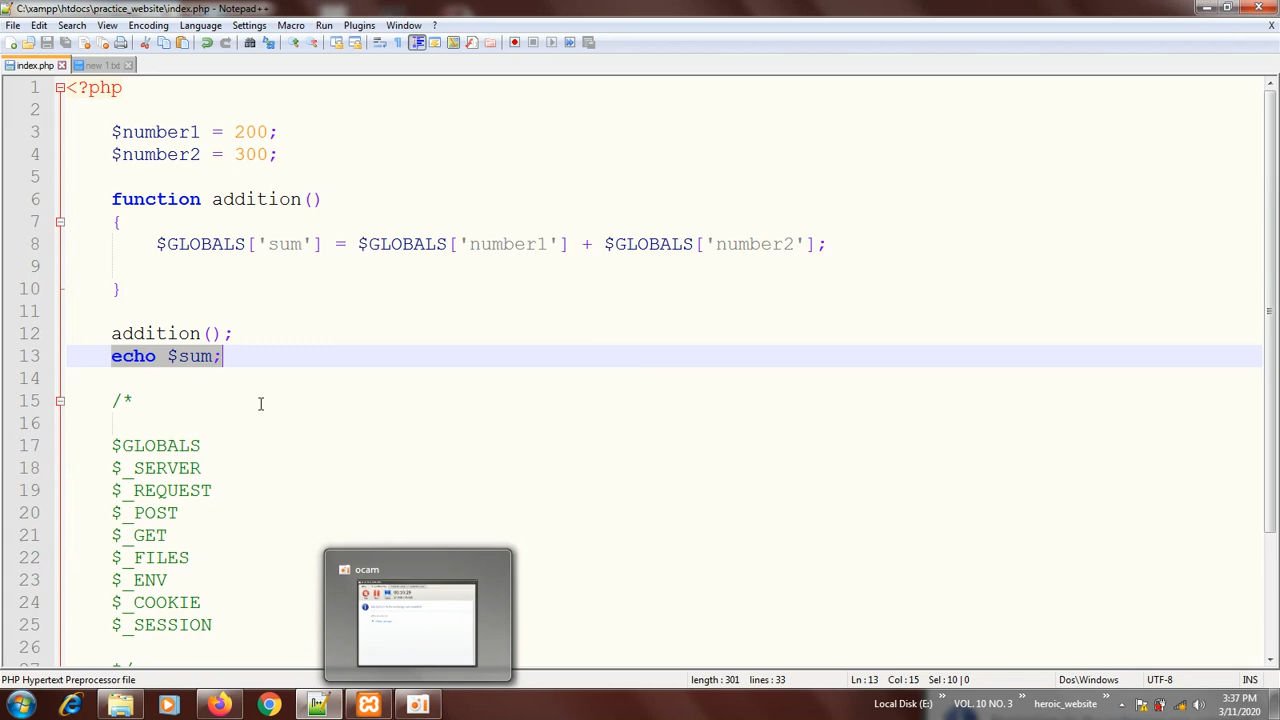 C:\xampp\htdocs\practice_website\index.php - Notepad++
File Edit Search View Encoding Language Settings Macro Run Plugins Window ? X
index.php new 1.txt
1 <?php
2
3 $number1 = 200;
4 $number2 = 300;
5
6 function addition()
7 {
8 $GLOBALS['sum'] = $GLOBALS['number1'] + $GLOBALS['number2'];
9
10 }
11
12 addition();
13 echo $sum;
14
15 /*
16
17 $GLOBALS
18 $_SERVER
19 $_REQUEST
20 $_POST
21 $_GET
22 $_FILES
23 $_ENV
24 $_COOKIE
25 $_SESSION
26
27 */
ocam
PHP Hypertext Preprocessor file length : 301 lines : 33 Ln : 13 Col : 15 Sel : 10 | 0 Dos\Windows UTF-8 INS
Local Disk (E:) » VOL. 10 NO. 3 » heroic_website » 3:37 PM
3/11/2020